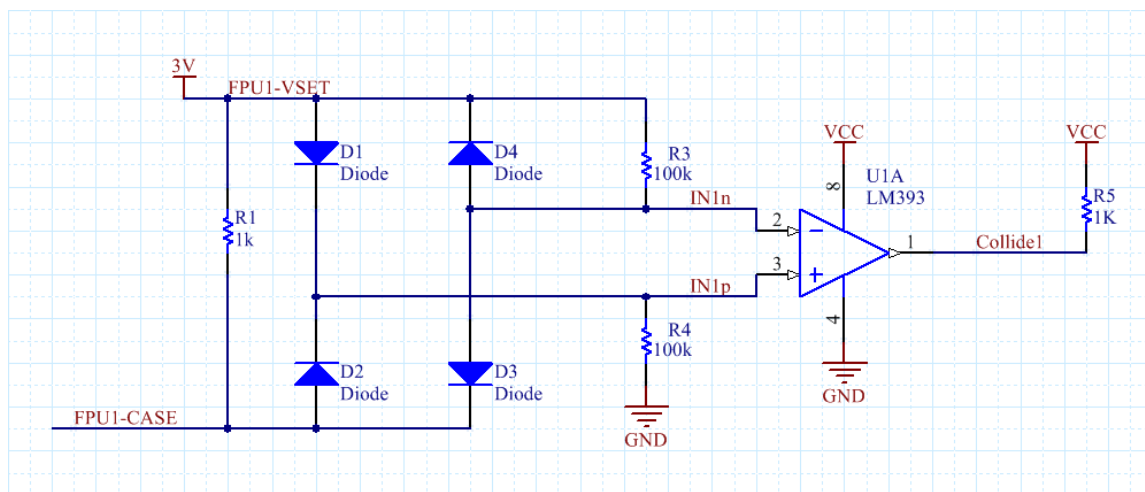 3V
FPU1-VSET
VCC
VCC
D1
Diode
D4
Diode
R3
100k
8
U1A
LM393
R5
1K
IN1n
2
R1
1k
1
Collide1
3
IN1p
4
R4
100k
D2
Diode
D3
Diode
FPU1-CASE
GND
GND